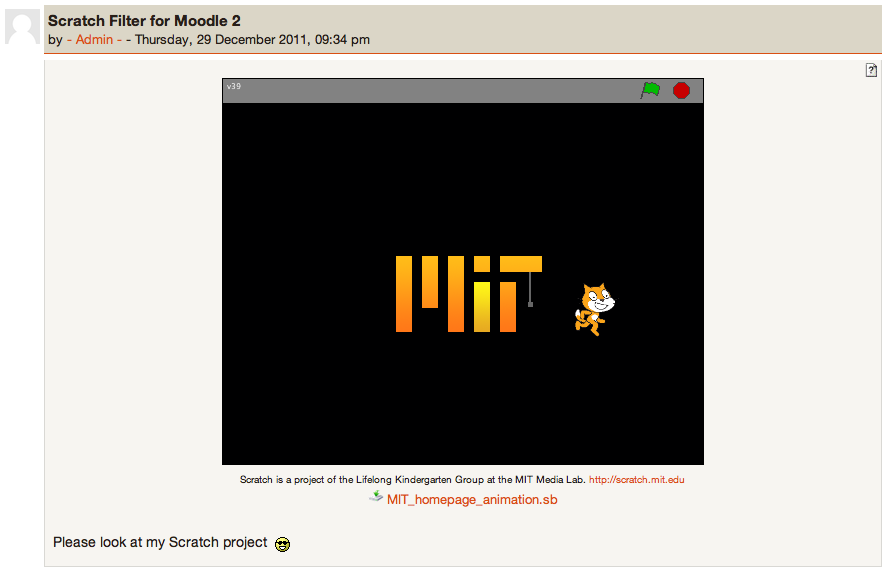 Scratch Filter for Moodle 2
by - Admin - - Thursday, 29 December 2011, 09:34 pm
?
v39
MiT
Scratch is a project of the Lifelong Kindergarten Group at the MIT Media Lab. http://scratch.mit.edu
MIT_homepage_animation.sb
Please look at my Scratch project